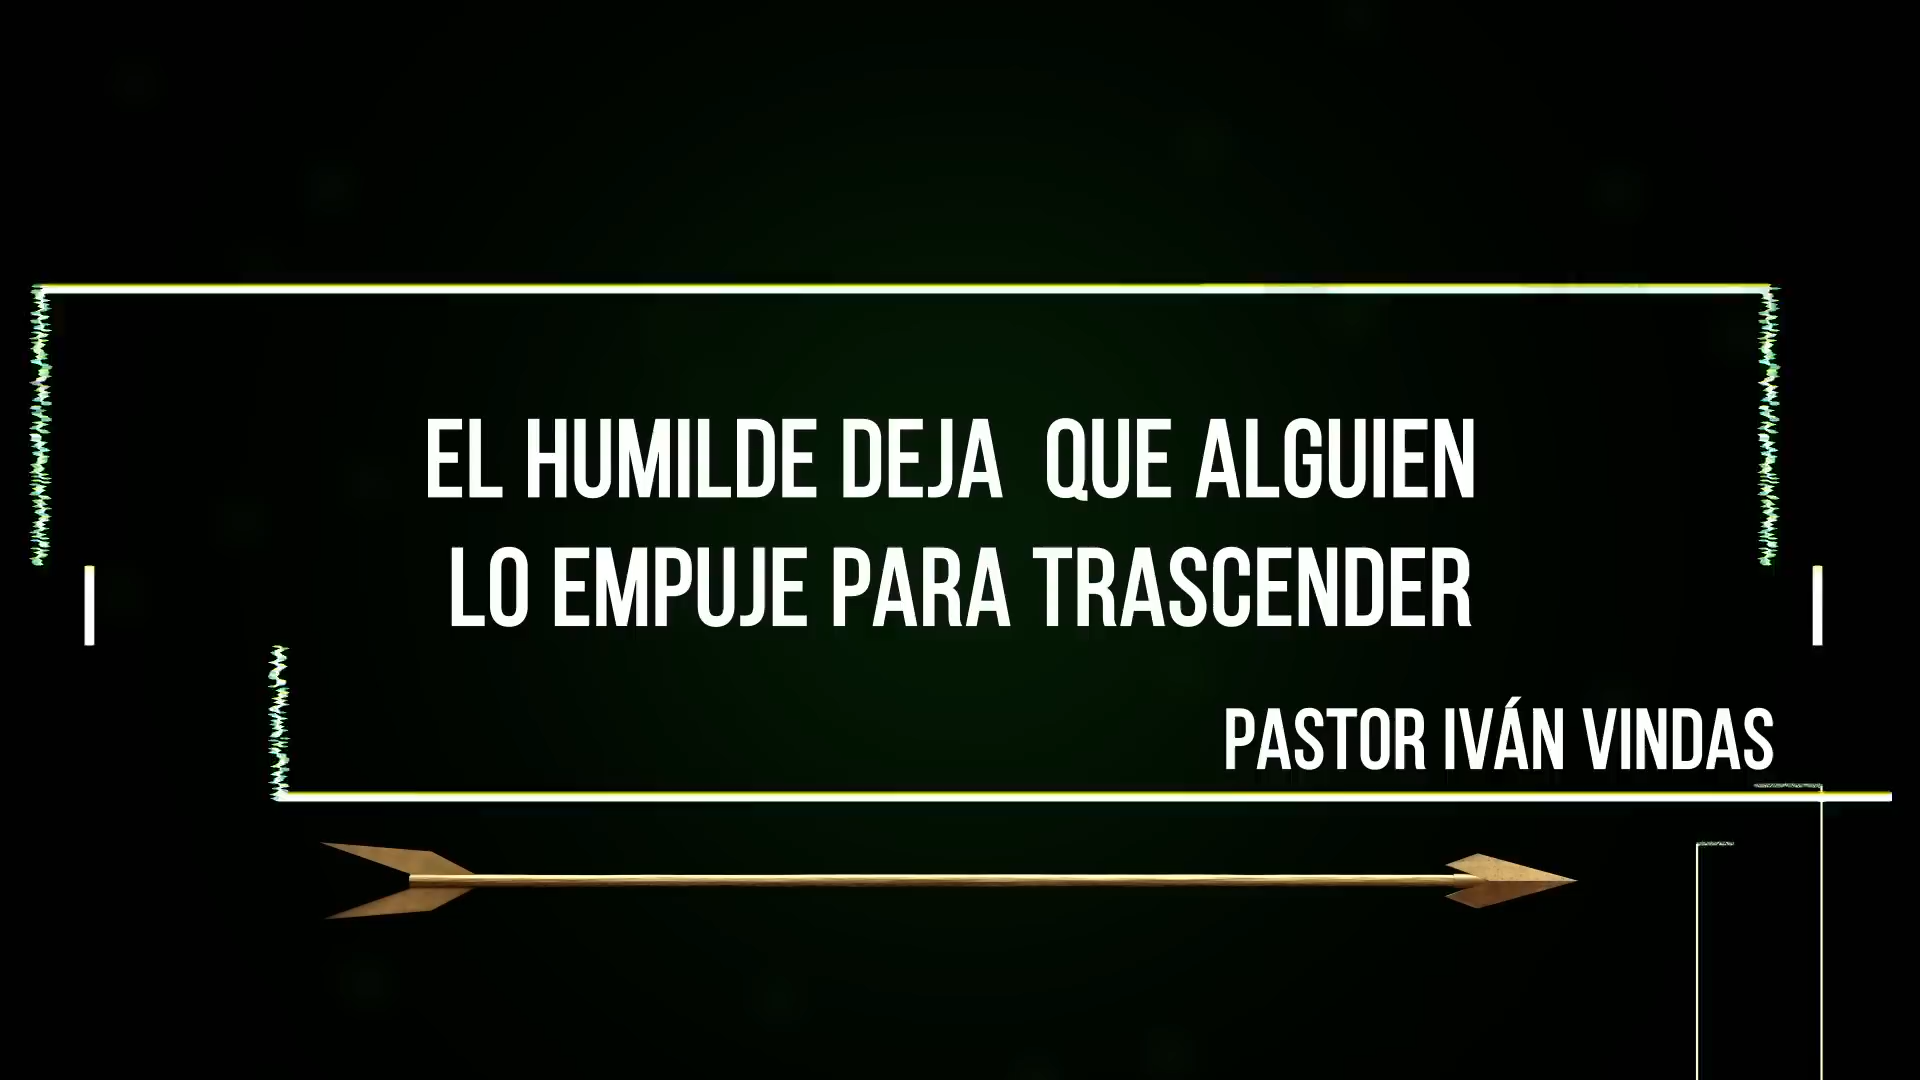 EL HUMILDE DEJA  QUE ALGUIEN
LO EMPUJE PARA TRASCENDER
PASTOR IVÁN VINDAS